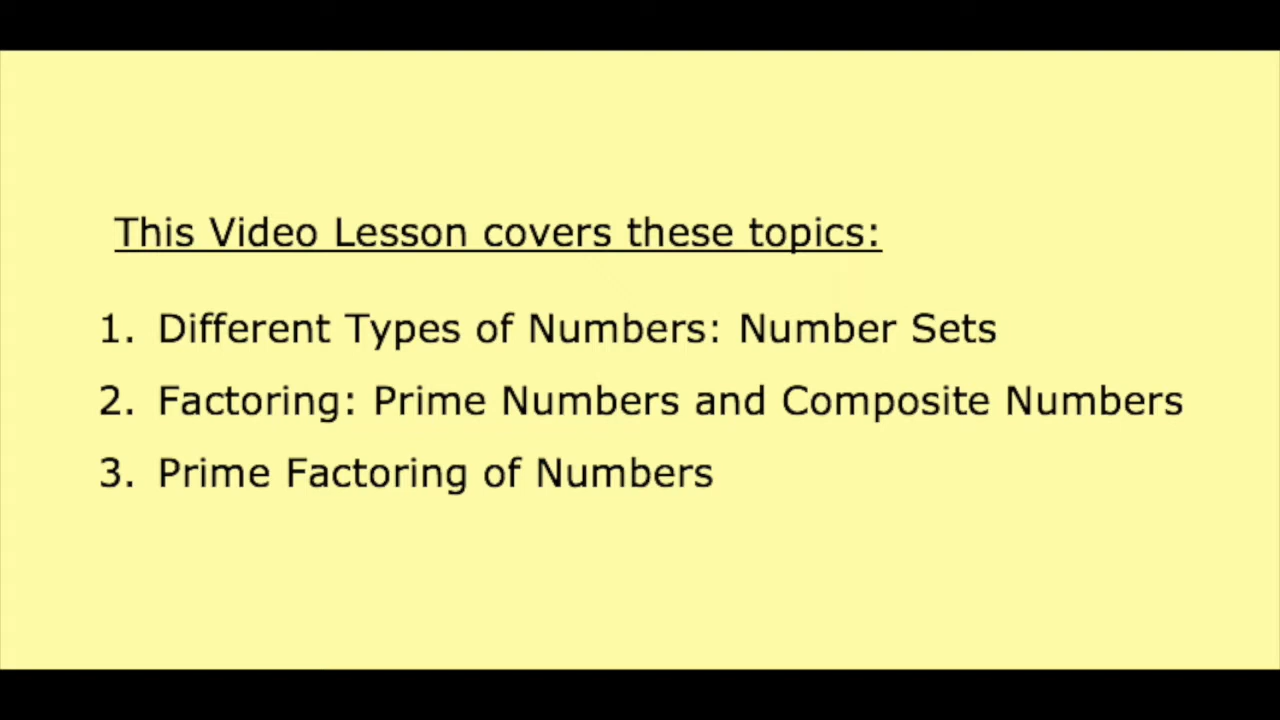 This Video Lesson covers these topics:
1. Different Types of Numbers: Number Sets
2. Factoring: Prime Numbers and Composite Numbers
3. Prime Factoring of Numbers